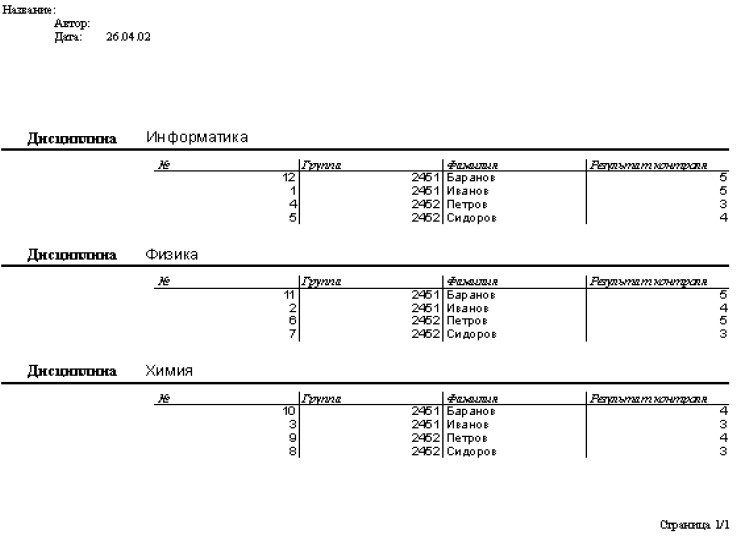 Название:
Автор:
Дата: 26.04.02
Дисциплина Информатика
№ Группа Фамилия Результат контроля
12 2451 Баранов 5
1 2451 Иванов 5
4 2452 Петров 3
5 2452 Сидоров 4
Дисциплина Физика
№ Группа Фамилия Результат контроля
11 2451 Баранов 5
2 2451 Иванов 4
6 2452 Петров 5
7 2452 Сидоров 3
Дисциплина Химия
№ Группа Фамилия Результат контроля
10 2451 Баранов 4
3 2451 Иванов 3
9 2452 Петров 4
8 2452 Сидоров 3
Страница 1/1